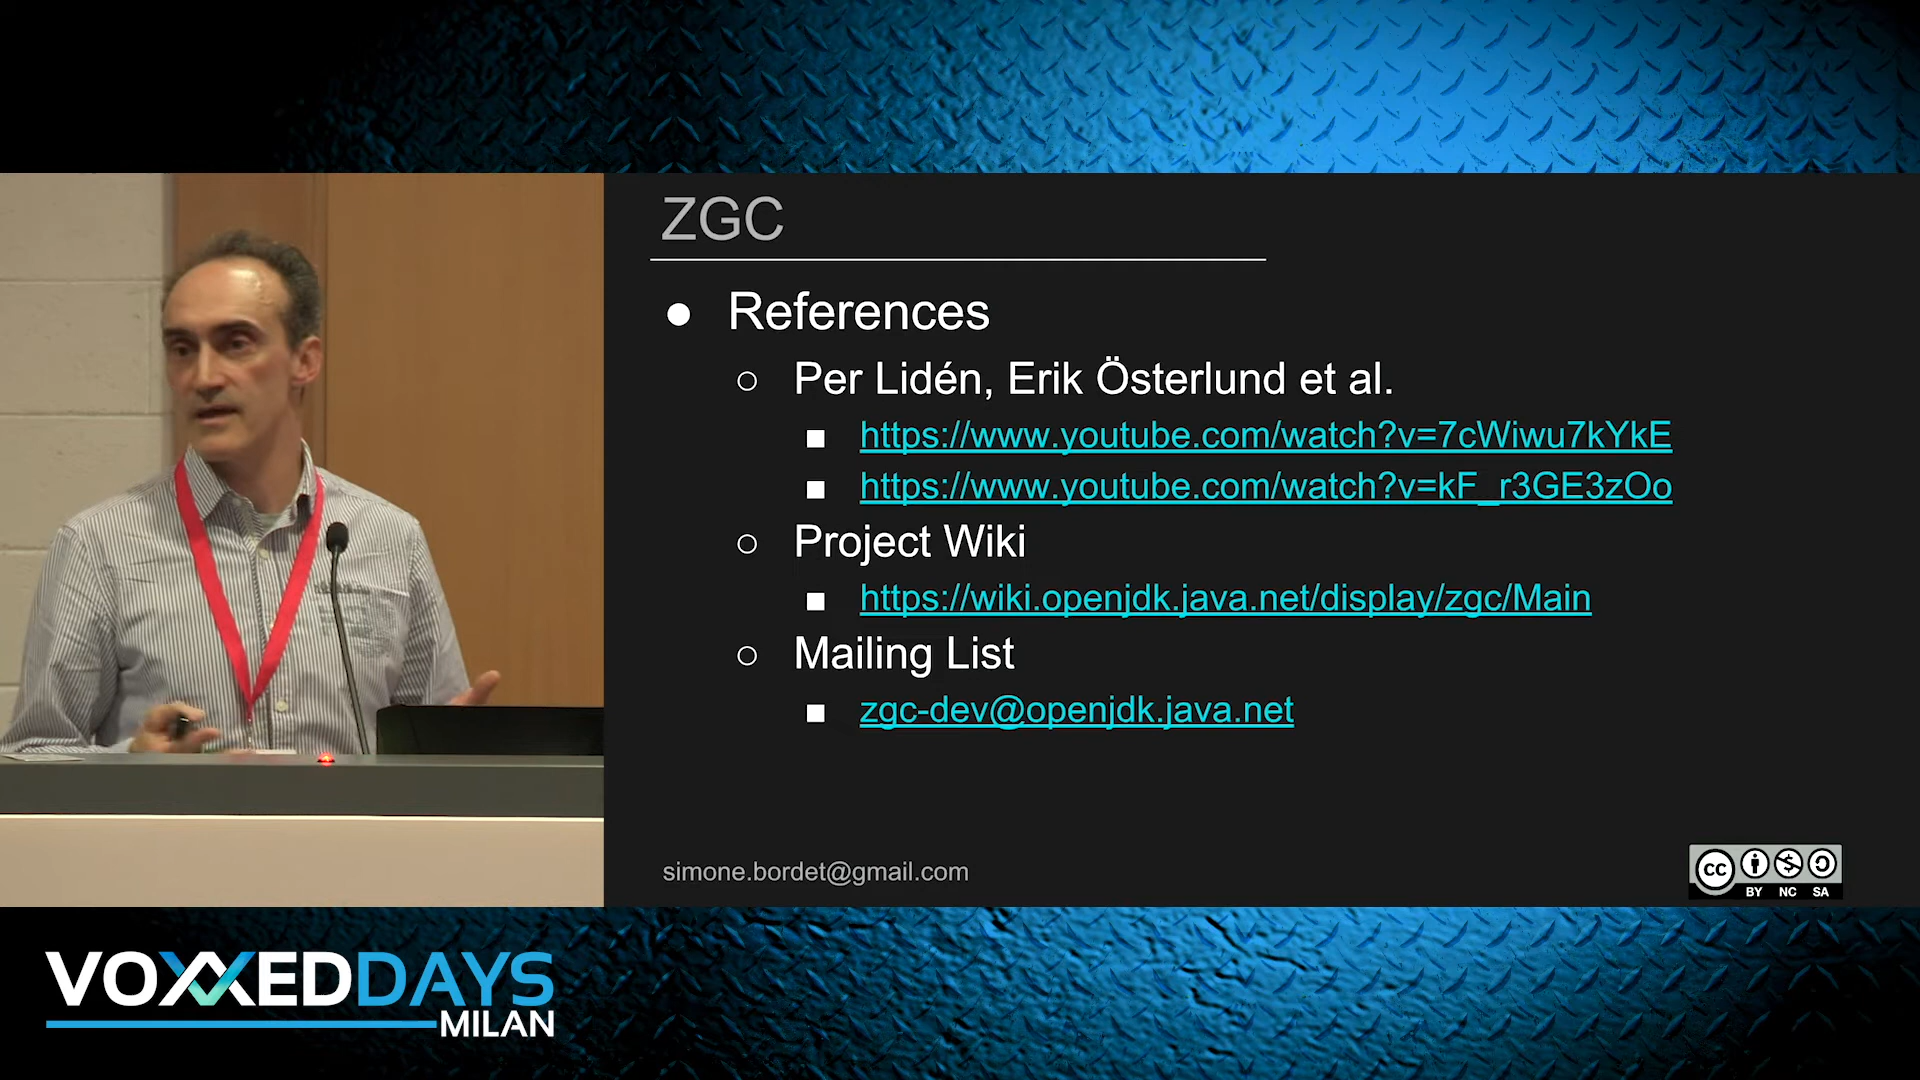 ZGC
● References
○ Per Lidén, Erik Österlund et al.
■ https://www.youtube.com/watch?v=7cWiwu7kYkE
■ https://www.youtube.com/watch?v=kF_r3GE3zOo
○ Project Wiki
■ https://wiki.openjdk.java.net/display/zgc/Main
○ Mailing List
■ zgc-dev@openjdk.java.net
simone.bordet@gmail.com
cc
BY NC SA
VOXXEDDAYS
MILAN